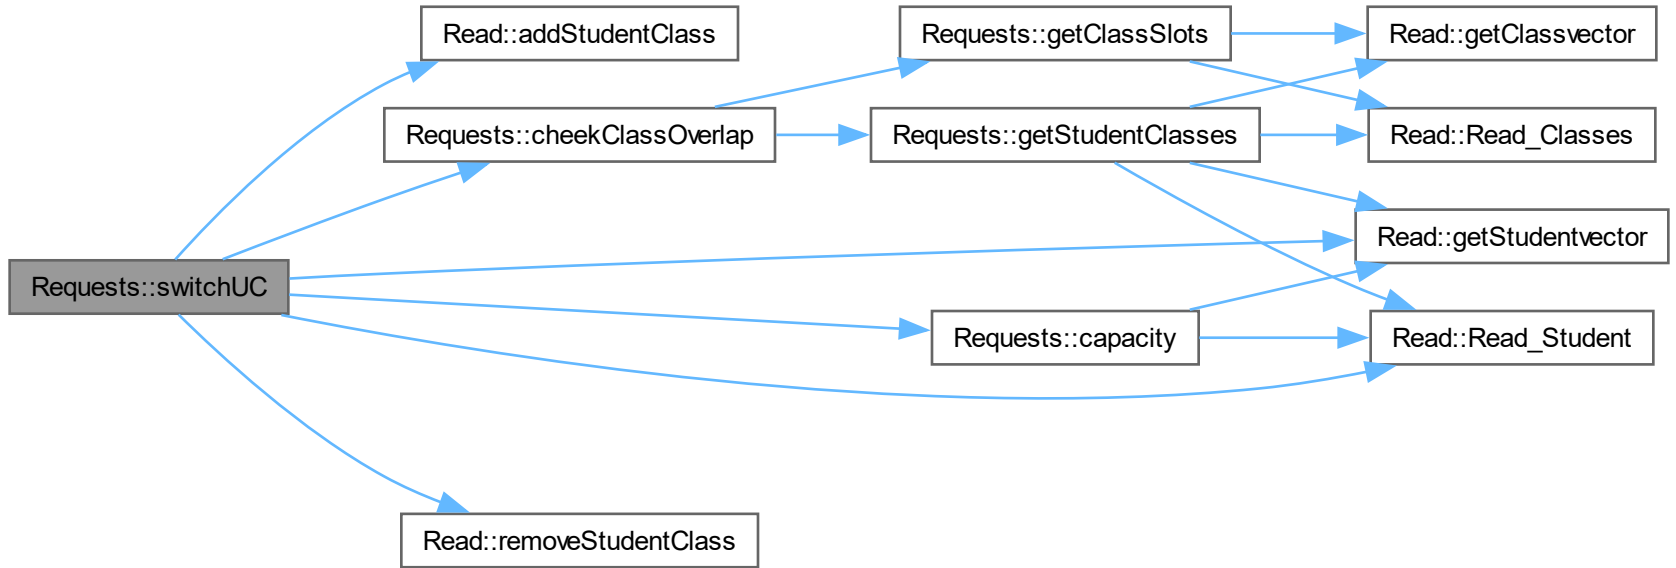 Read::addStudentClass
Requests::getClassSlots
Read::getClassvector
Requests::cheekClassOverlap
Requests::getStudentClasses
Read::Read_Classes
Read::getStudentvector
Requests::switchUC
Requests::capacity
Read::Read_Student
Read::removeStudentClass